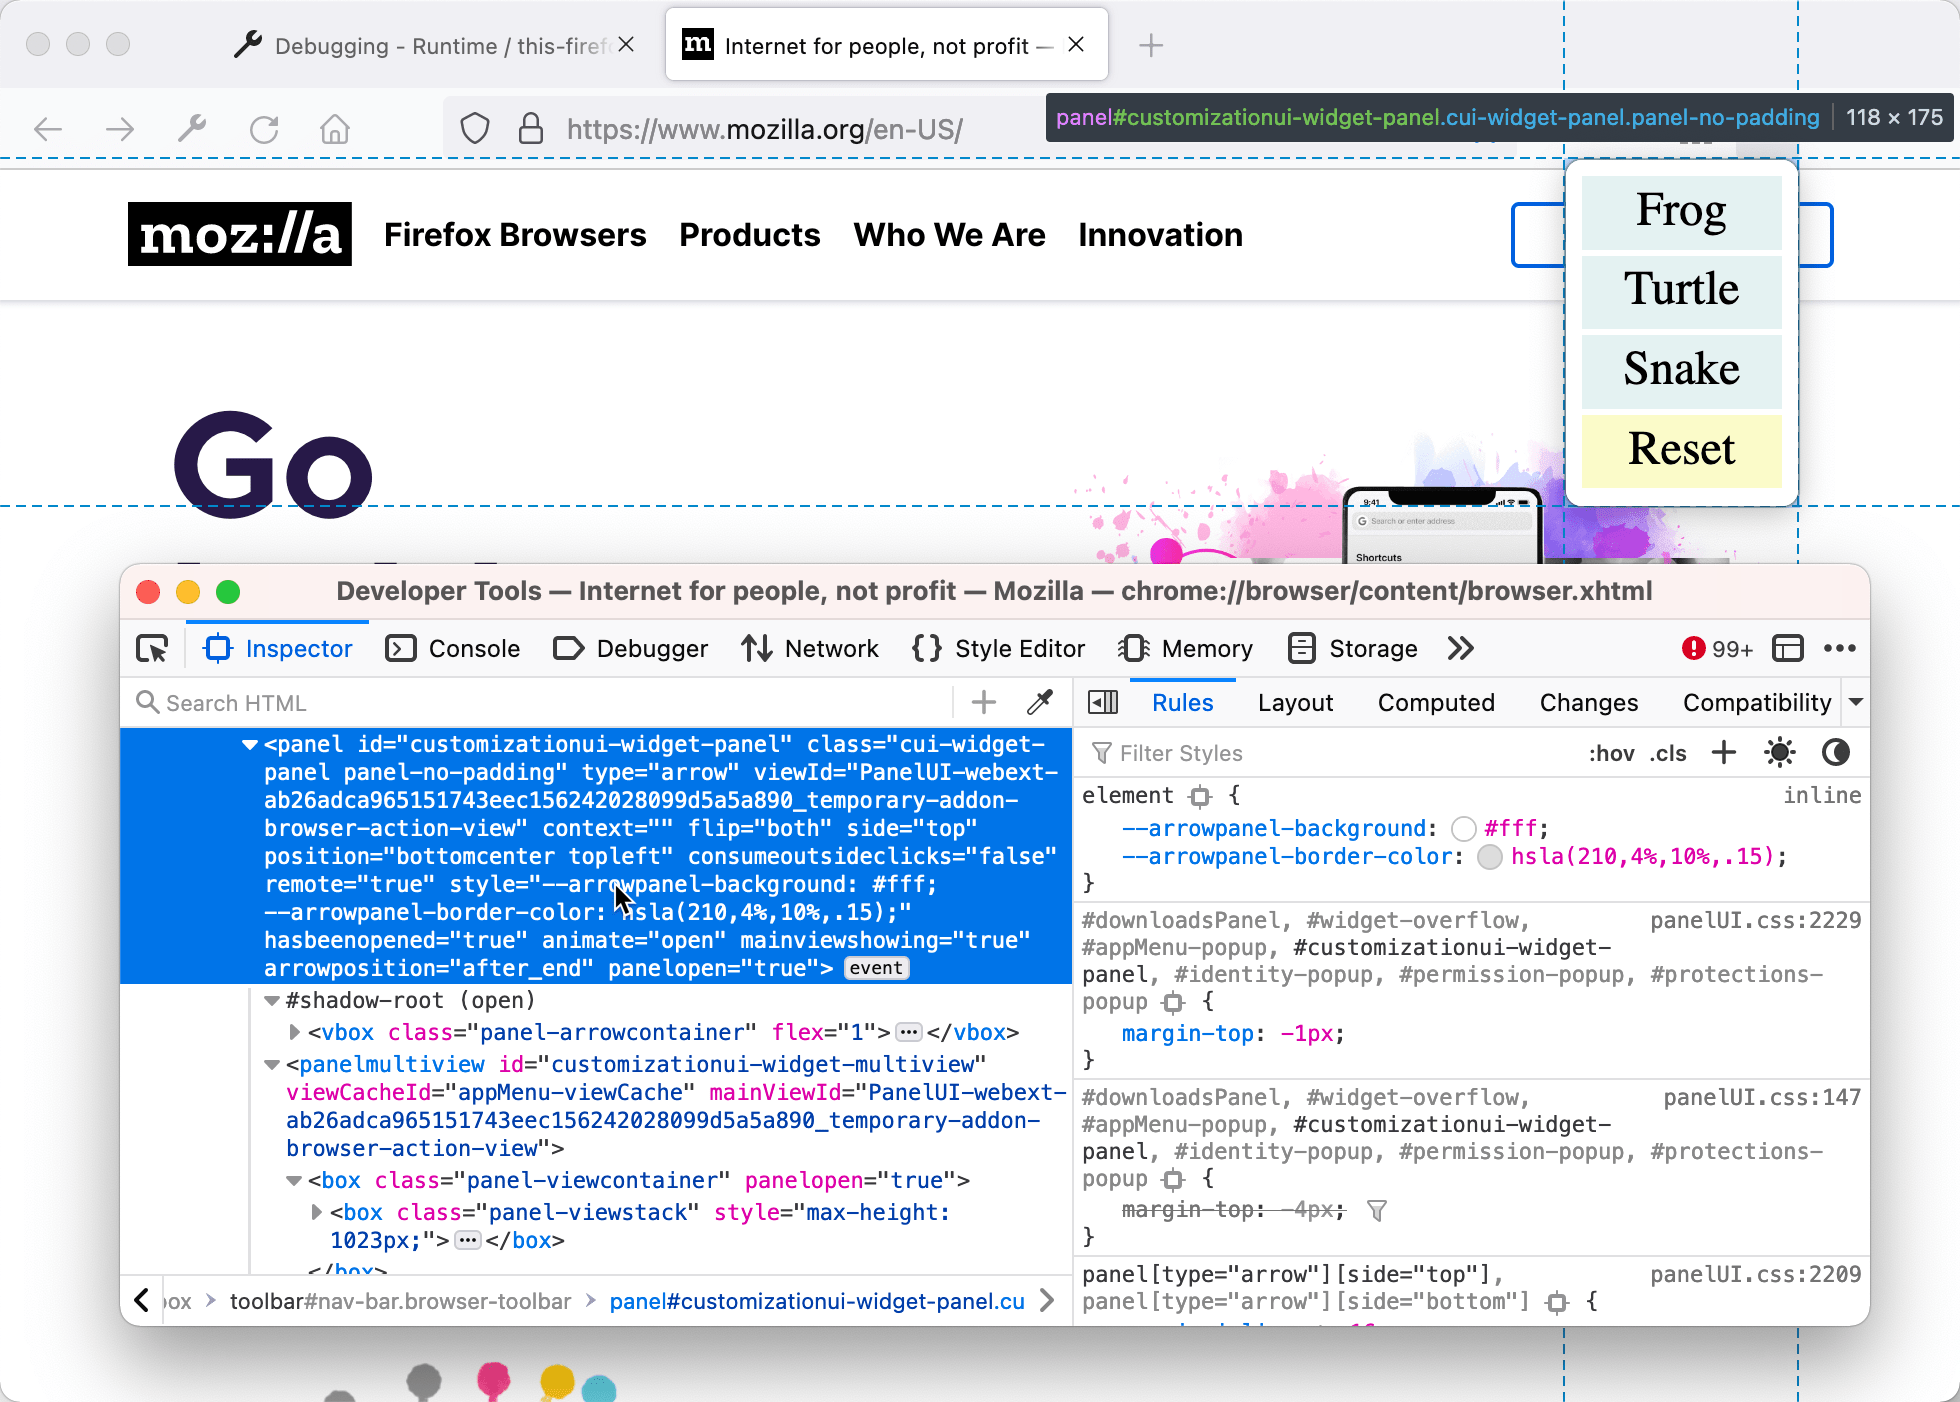 Debugging - Runtime / this-firef
Internet for people, not profit —
https://www.mozilla.org/en-US/
panel#customizationui-widget-panel.cui-widget-panel.panel-no-padding
118 × 175
moz://a
Firefox Browsers
Products
Who We Are
Innovation
Frog
Turtle
Snake
Reset
Go
9:41
Search or enter address
Shortcuts
Developer Tools — Internet for people, not profit — Mozilla — chrome://browser/content/browser.xhtml
Inspector
Console
Debugger
Network
Style Editor
Memory
Storage
99+
Search HTML
Rules
Layout
Computed
Changes
Compatibility
Filter Styles
:hov
.cls
<panel id="customizationui-widget-panel" class="cui-widget-
panel panel-no-padding" type="arrow" viewId="PanelUI-webext-
ab26adca965151743eec156242028099d5a5a890_temporary-addon-
browser-action-view" context="" flip="both" side="top"
position="bottomcenter topleft" consumeoutsideclicks="false"
remote="true" style="--arrowpanel-background: #fff;
--arrowpanel-border-color: hsla(210,4%,10%,.15);"
hasbeenopened="true" animate="open" mainviewshowing="true"
arrowposition="after_end" panelopen="true"> event
#shadow-root (open)
<vbox class="panel-arrowcontainer" flex="1"> ••• </vbox>
<panelmultiview id="customizationui-widget-multiview"
viewCacheId="appMenu-viewCache" mainViewId="PanelUI-webext-
ab26adca965151743eec156242028099d5a5a890_temporary-addon-
browser-action-view">
<box class="panel-viewcontainer" panelopen="true">
<box class="panel-viewstack" style="max-height:
1023px;"> ••• </box>
</box>
ox
toolbar#nav-bar.browser-toolbar
panel#customizationui-widget-panel.cu
element { inline
--arrowpanel-background: #fff;
--arrowpanel-border-color: hsla(210,4%,10%,.15);
}
#downloadsPanel, #widget-overflow, panelUI.css:2229
#appMenu-popup, #customizationui-widget-
panel, #identity-popup, #permission-popup, #protections-
popup {
margin-top: -1px;
}
#downloadsPanel, #widget-overflow, panelUI.css:147
#appMenu-popup, #customizationui-widget-
panel, #identity-popup, #permission-popup, #protections-
popup {
margin-top: -4px;
}
panel[type="arrow"][side="top"], panelUI.css:2209
panel[type="arrow"][side="bottom"] {